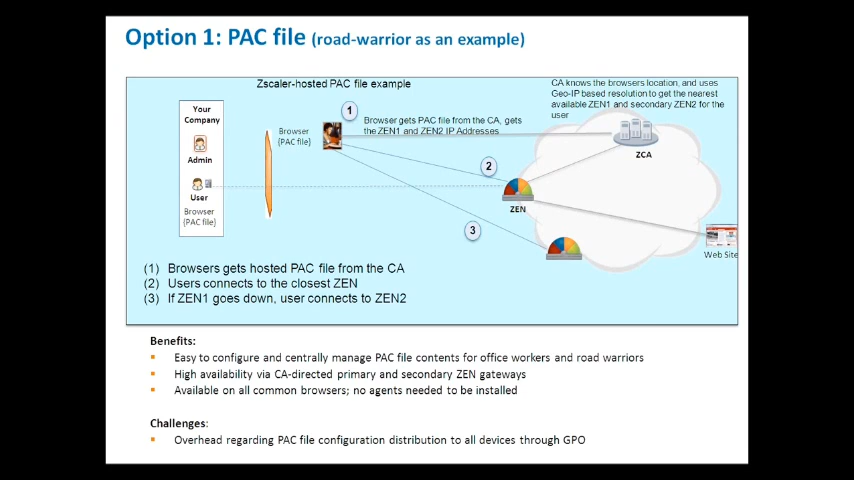 Option 1: PAC file (road-warrior as an example)
Zscaler-hosted PAC file example
CA knows the browsers location, and uses
Geo-IP based resolution to get the nearest
available ZEN1 and secondary ZEN2 for the
user
Your
Company
Admin
User
Browser
(PAC file)
Browser
(PAC file)
1
Browser gets PAC file from the CA, gets
the ZEN1 and ZEN2 IP Addresses
ZCA
2
ZEN
3
Web Site
(1) Browsers gets hosted PAC file from the CA
(2) Users connects to the closest ZEN
(3) If ZEN1 goes down, user connects to ZEN2
Benefits:
Easy to configure and centrally manage PAC file contents for office workers and road warriors
High availability via CA-directed primary and secondary ZEN gateways
Available on all common browsers; no agents needed to be installed
Challenges:
Overhead regarding PAC file configuration distribution to all devices through GPO